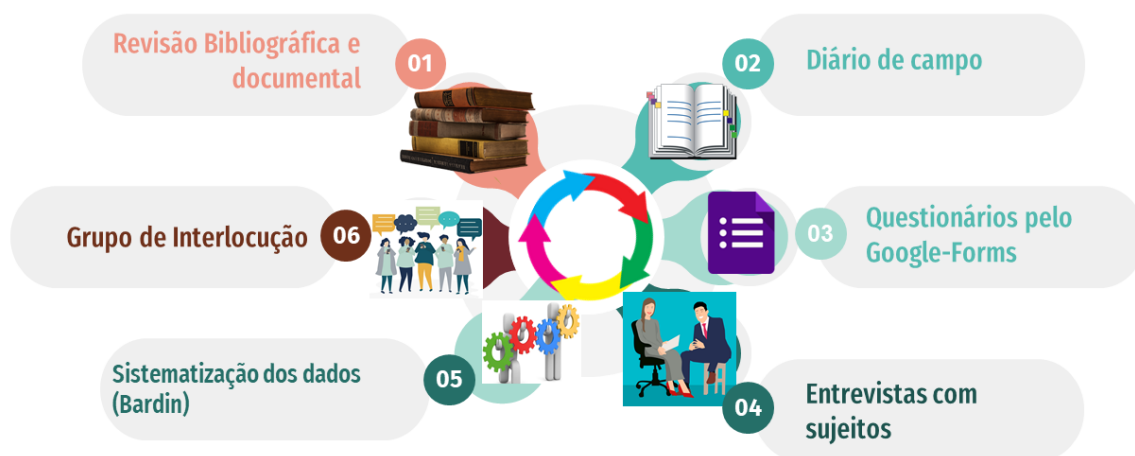 Revisão Bibliográfica e
documental
01
02
Diário de campo
03
Questionários pelo
Google-Forms
04
Entrevistas com
sujeitos
05
Sistematização dos dados
(Bardin)
06
Grupo de Interlocução